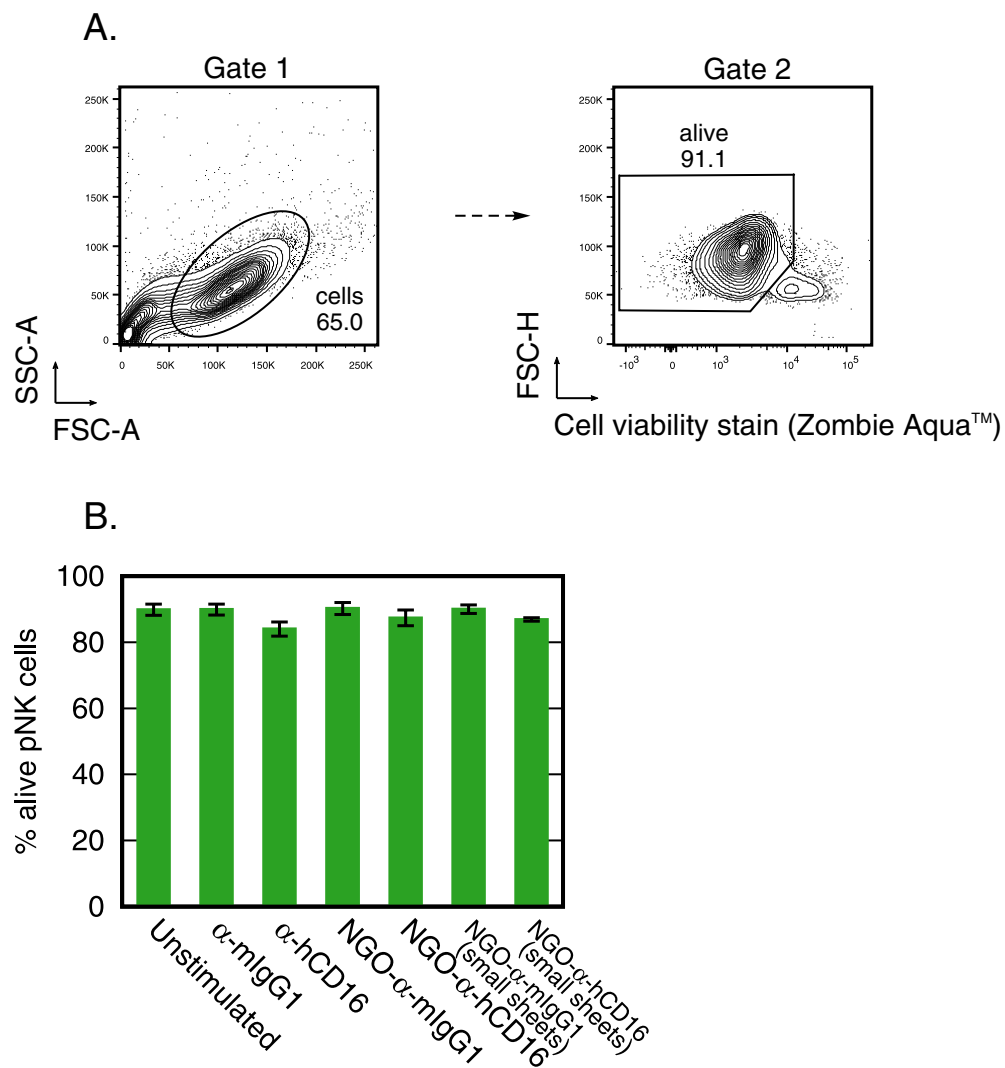 A.
Gate 1
250K
200K
150K
100K
50K
0
cells
65.0
0 50K 100K 150K 200K 250K
SSC-A
FSC-A
Gate 2
250K
200K
150K
100K
50K
0
alive
91.1
-10³ 0 10³ 10⁴ 10⁵
FSC-H
Cell viability stain (Zombie Aqua™)
B.
% alive pNK cells
100
80
60
40
20
0
Unstimulated
α-mIgG1
α-hCD16
NGO-α-mIgG1
NGO-α-hCD16
NGO-α-mIgG1
(small sheets)
NGO-α-hCD16
(small sheets)